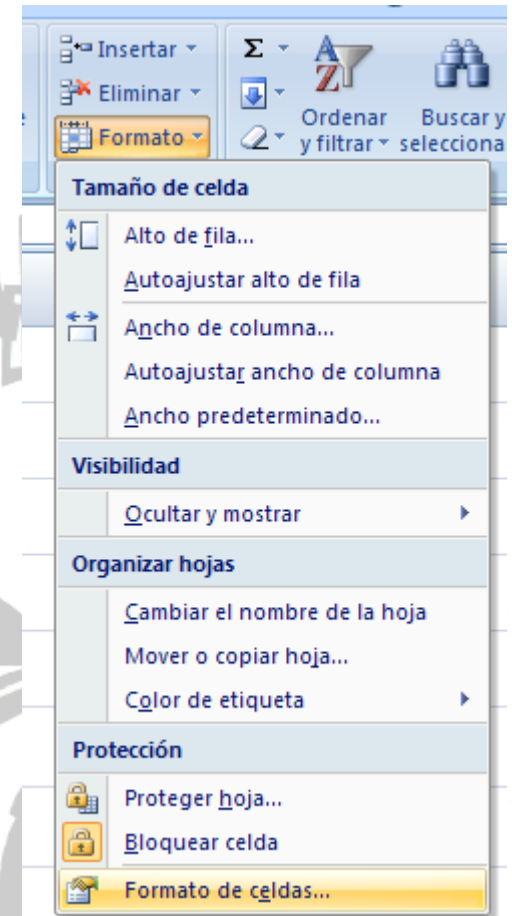 Insertar
Eliminar
Formato
Σ
A
Z
Ordenar
y filtrar
Buscar y
selecciona
Tamaño de celda
Alto de fila...
Autoajustar alto de fila
Ancho de columna...
Autoajustar ancho de columna
Ancho predeterminado...
Visibilidad
Ocultar y mostrar
Organizar hojas
Cambiar el nombre de la hoja
Mover o copiar hoja...
Color de etiqueta
Protección
Proteger hoja...
Bloquear celda
Formato de celdas...